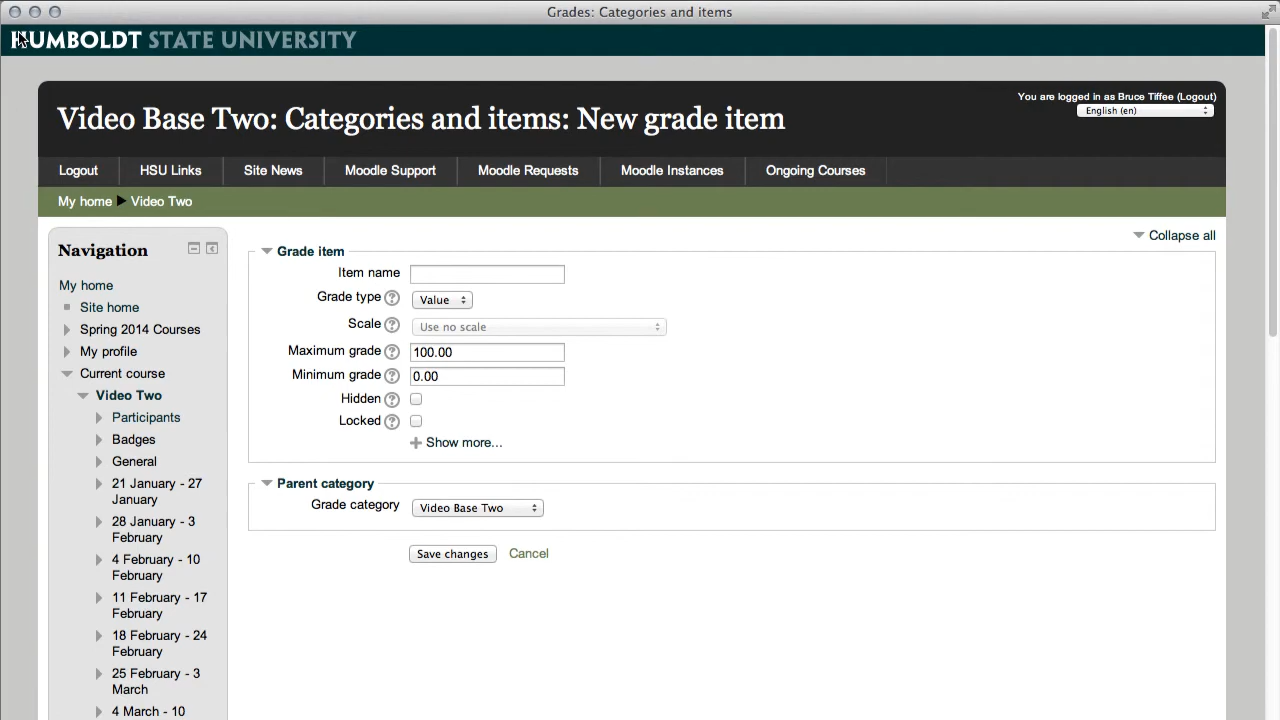 Grades: Categories and items
HUMBOLDT STATE UNIVERSITY
You are logged in as Bruce Tiffee (Logout)
English (en)
Video Base Two: Categories and items: New grade item
Logout HSU Links Site News Moodle Support Moodle Requests Moodle Instances Ongoing Courses
My home Video Two
Navigation
My home
Site home
Spring 2014 Courses
My profile
Current course
Video Two
Participants
Badges
General
21 January - 27
January
28 January - 3
February
4 February - 10
February
11 February - 17
February
18 February - 24
February
25 February - 3
March
4 March - 10
Collapse all
Grade item
Item name
Grade type ? Value
Scale ? Use no scale
Maximum grade ? 100.00
Minimum grade ? 0.00
Hidden ?
Locked ?
Show more...
Parent category
Grade category Video Base Two
Save changes Cancel